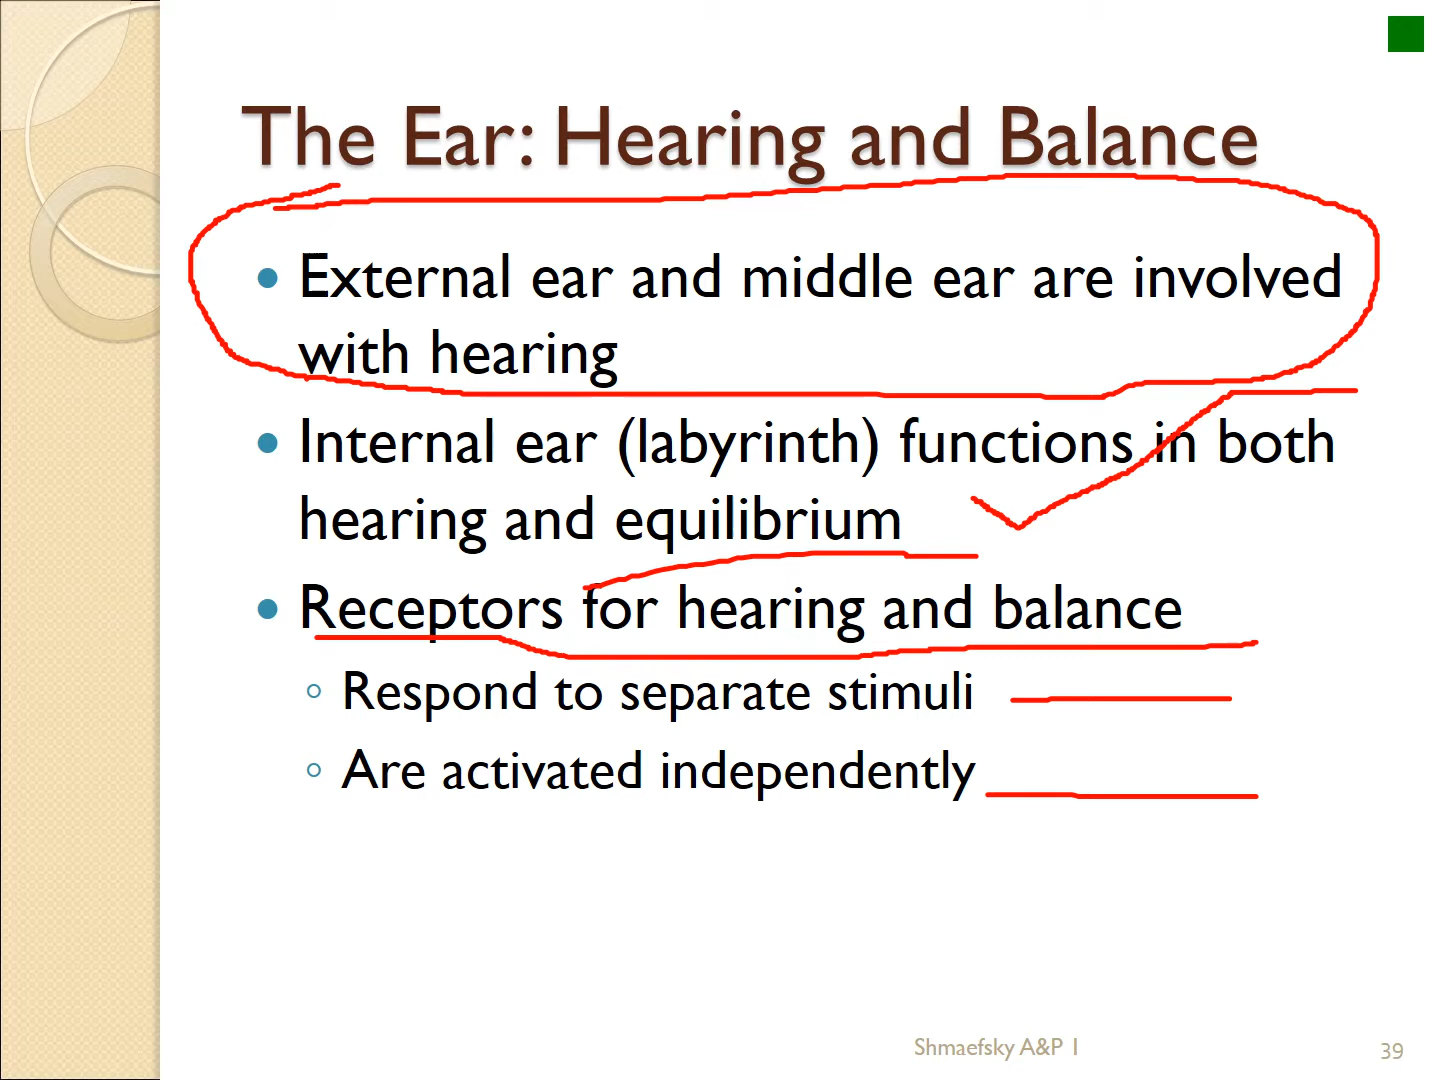 The Ear: Hearing and Balance
External ear and middle ear are involved
with hearing
Internal ear (labyrinth) functions in both
hearing and equilibrium
Receptors for hearing and balance
Respond to separate stimuli
Are activated independently
Shmaefsky A&P 1
39